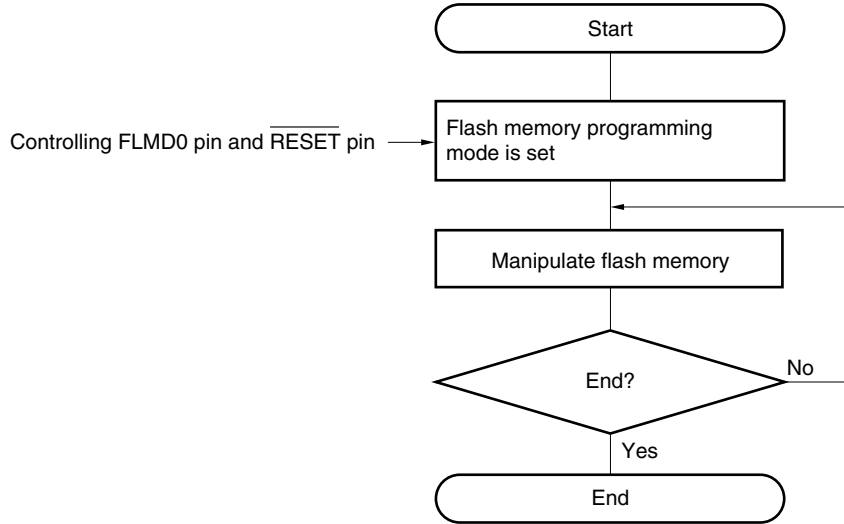 Start
Controlling FLMD0 pin and RESET pin
Flash memory programming
mode is set
Manipulate flash memory
End?
No
Yes
End